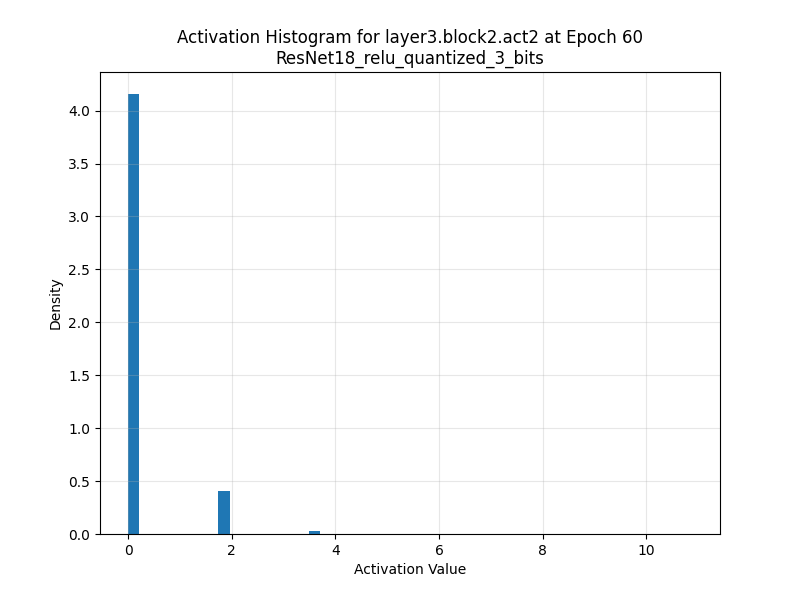 Activation Histogram for layer3.block2.act2 at Epoch 60
ResNet18_relu_quantized_3_bits
4.0
3.5
3.0
2.5
2.0
1.5
1.0
0.5
0.0
Density
0 2 4 6 8 10
Activation Value